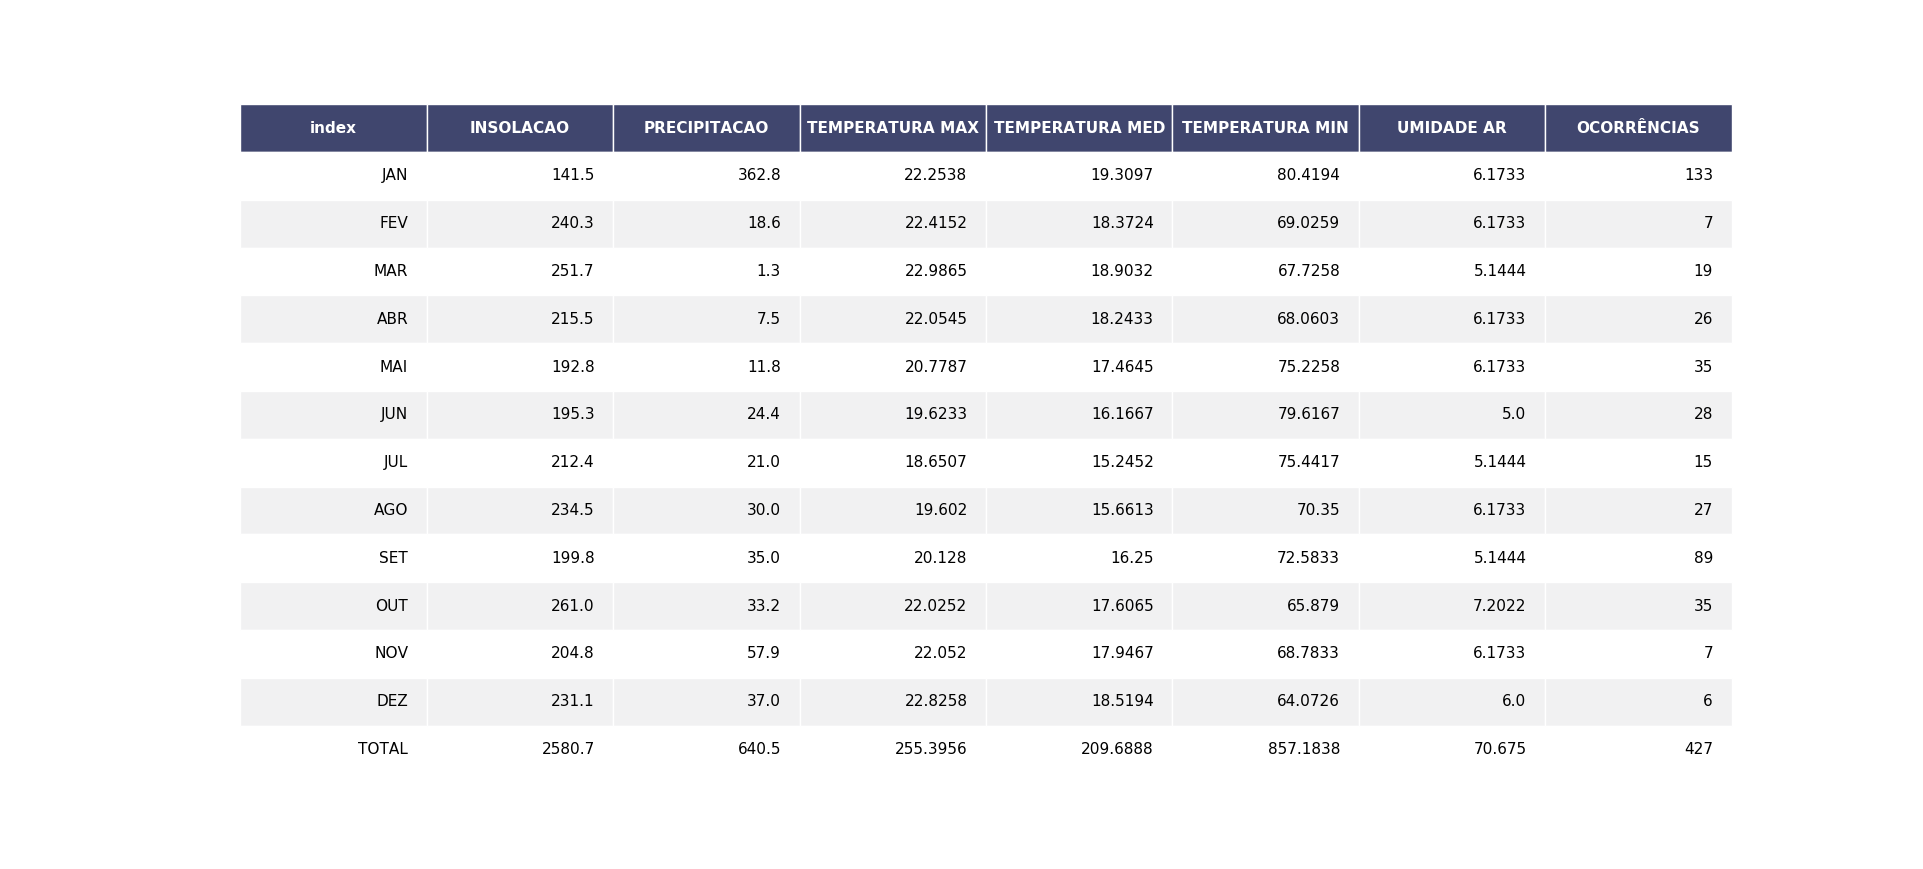 index INSOLACAO PRECIPITACAO TEMPERATURA MAX TEMPERATURA MED TEMPERATURA MIN UMIDADE AR OCORRÊNCIAS
JAN 141.5 362.8 22.2538 19.3097 80.4194 6.1733 133
FEV 240.3 18.6 22.4152 18.3724 69.0259 6.1733 7
MAR 251.7 1.3 22.9865 18.9032 67.7258 5.1444 19
ABR 215.5 7.5 22.0545 18.2433 68.0603 6.1733 26
MAI 192.8 11.8 20.7787 17.4645 75.2258 6.1733 35
JUN 195.3 24.4 19.6233 16.1667 79.6167 5.0 28
JUL 212.4 21.0 18.6507 15.2452 75.4417 5.1444 15
AGO 234.5 30.0 19.602 15.6613 70.35 6.1733 27
SET 199.8 35.0 20.128 16.25 72.5833 5.1444 89
OUT 261.0 33.2 22.0252 17.6065 65.879 7.2022 35
NOV 204.8 57.9 22.052 17.9467 68.7833 6.1733 7
DEZ 231.1 37.0 22.8258 18.5194 64.0726 6.0 6
TOTAL 2580.7 640.5 255.3956 209.6888 857.1838 70.675 427